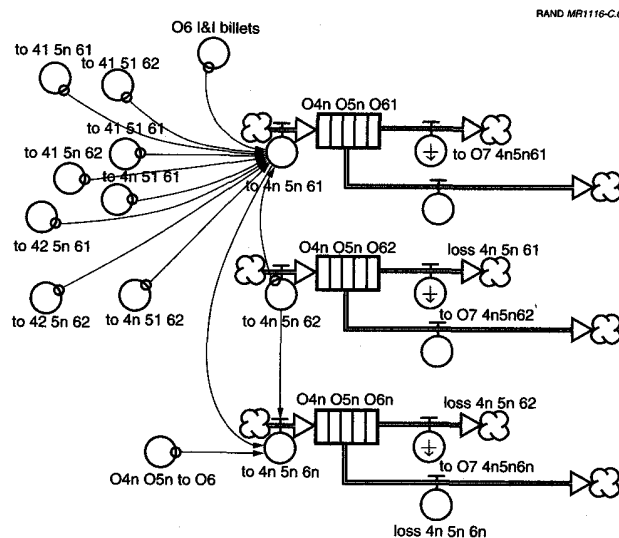 RAND MR1116-C.
O6 I&I billets
to 41 5n 61
to 41 51 62
to 41 51 61
O4n O5n O61
to 41 5n 62
to 4n 51 61
to 4n 5n 61
to O7 4n5n61
to 42 5n 61
O4n O5n O62
loss 4n 5n 61
to 42 5n 62
to 4n 51 62
to 4n 5n 62
to O7 4n5n62
O4n O5n O6n
loss 4n 5n 62
O4n O5n to O6
to 4n 5n 6n
to O7 4n5n6n
loss 4n 5n 6n